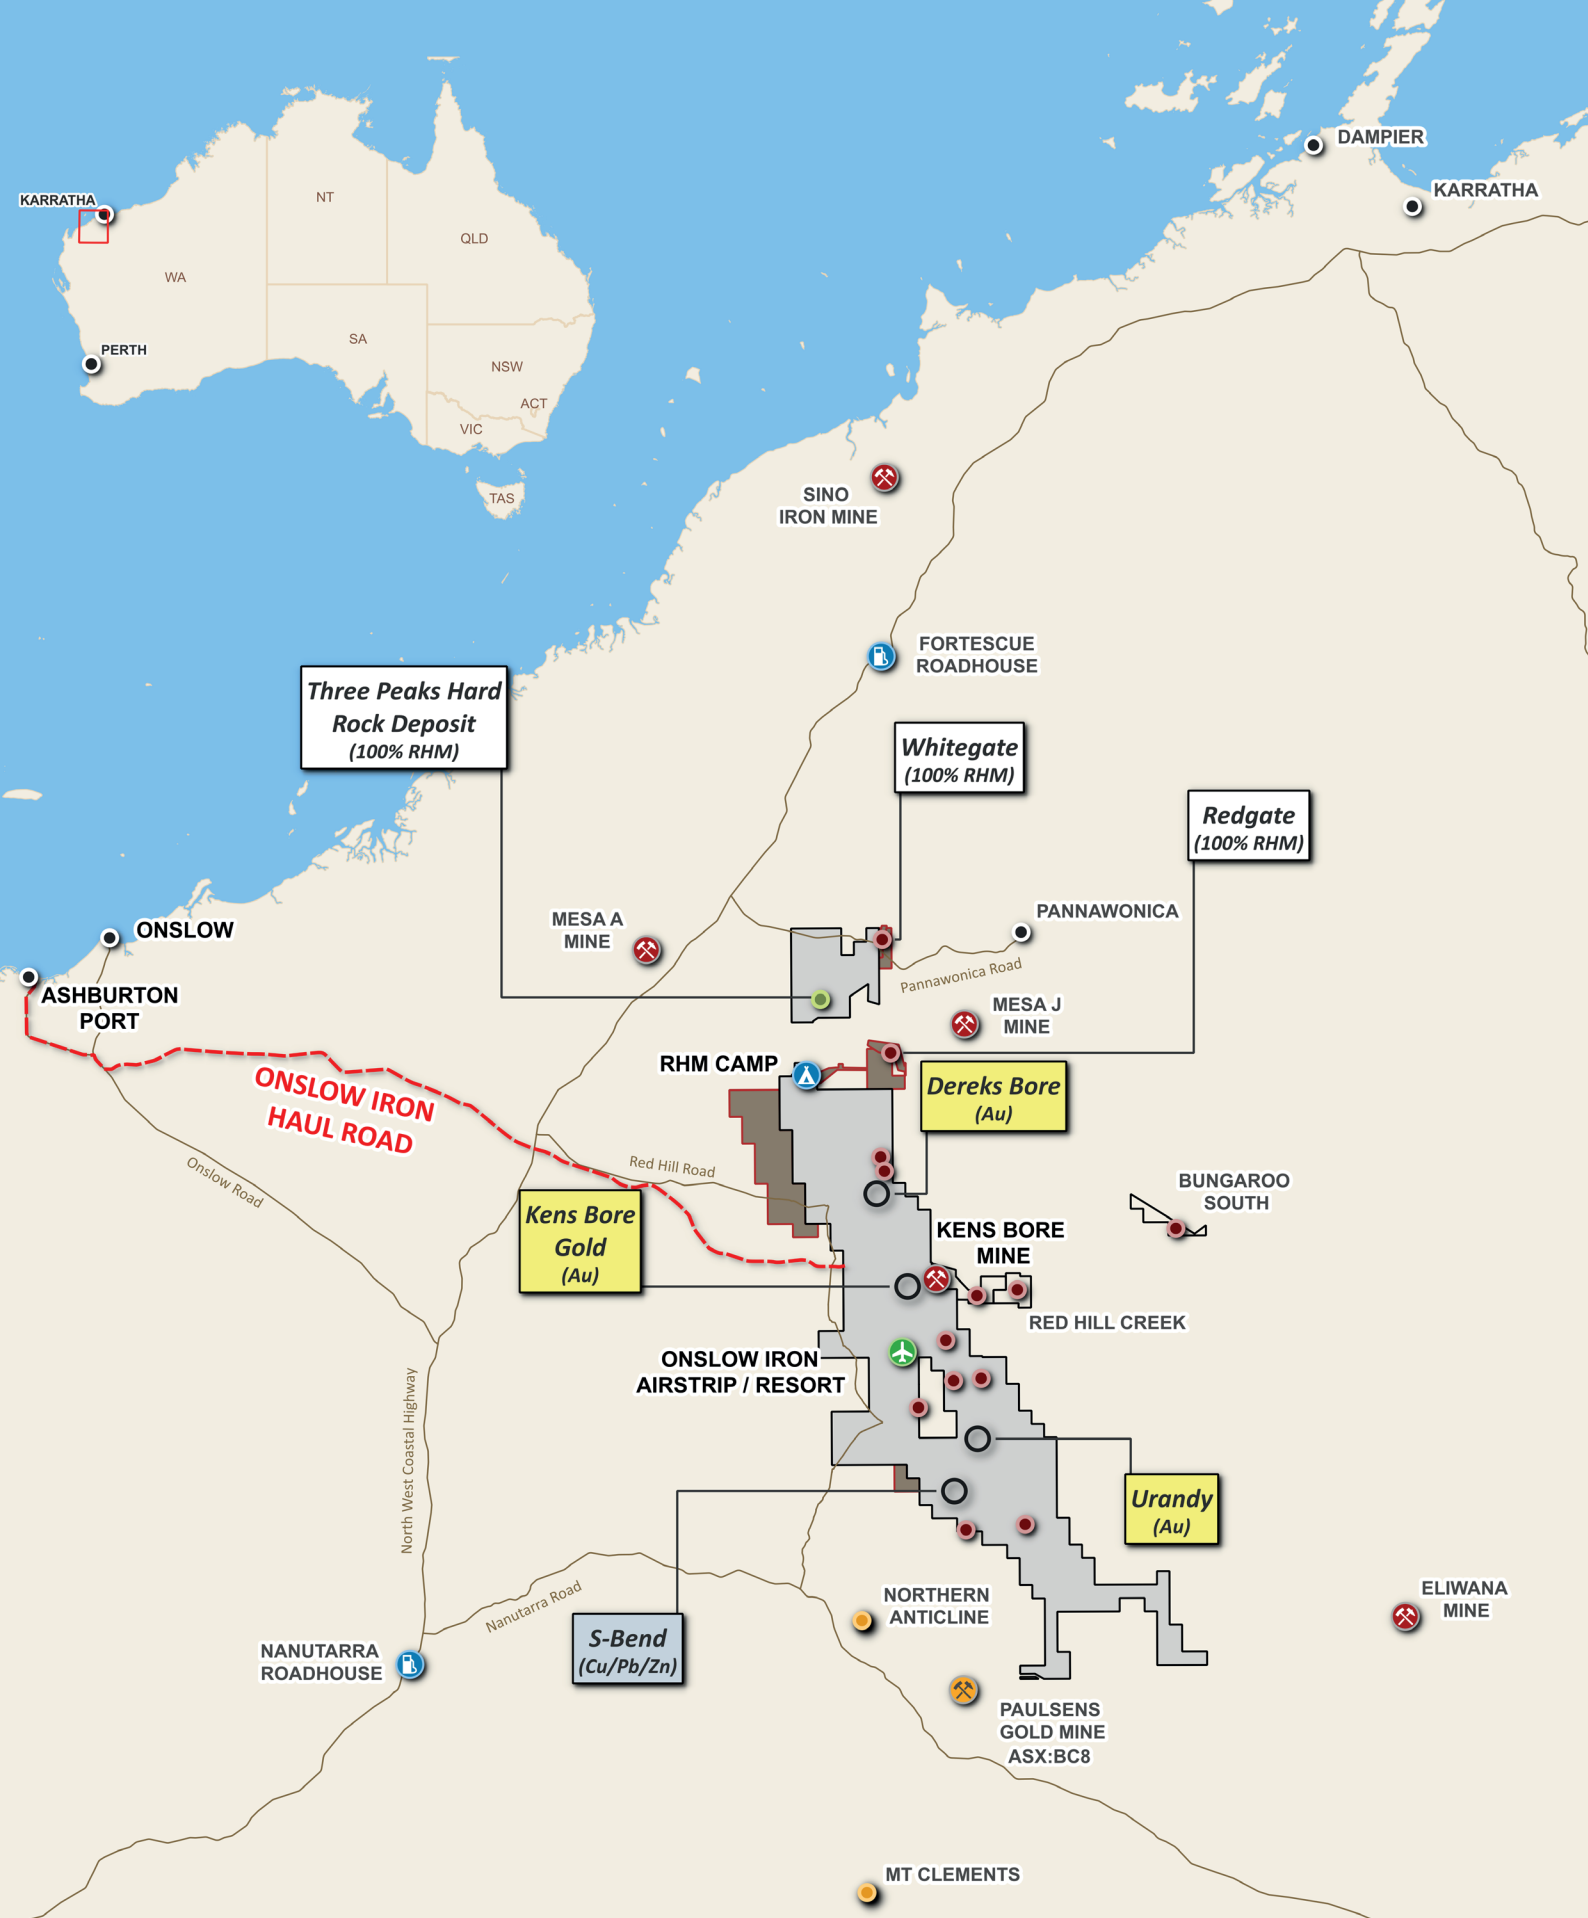 DAMPIER
KARRATHA
KARRATHA
NT
QLD
WA
SA
PERTH
NSW
ACT
VIC
TAS
SINO
IRON MINE
FORTESCUE
ROADHOUSE
Three Peaks Hard
Rock Deposit
(100% RHM)
Whitegate
(100% RHM)
Redgate
(100% RHM)
PANNAWONICA
MESA A
MINE
ONSLOW
Pannawonica Road
ASHBURTON
PORT
MESA J
MINE
RHM CAMP
ONSLOW IRON
HAUL ROAD
Dereks Bore
(Au)
Onslow Road
Red Hill Road
BUNGAROO
SOUTH
Kens Bore
Gold
(Au)
KENS BORE
MINE
RED HILL CREEK
ONSLOW IRON
AIRSTRIP / RESORT
North West Coastal Highway
Urandy
(Au)
Nanutarra Road
NORTHERN
ANTICLINE
ELIWANA
MINE
S-Bend
(Cu/Pb/Zn)
NANUTARRA
ROADHOUSE
PAULSENS
GOLD MINE
ASX:BC8
MT CLEMENTS